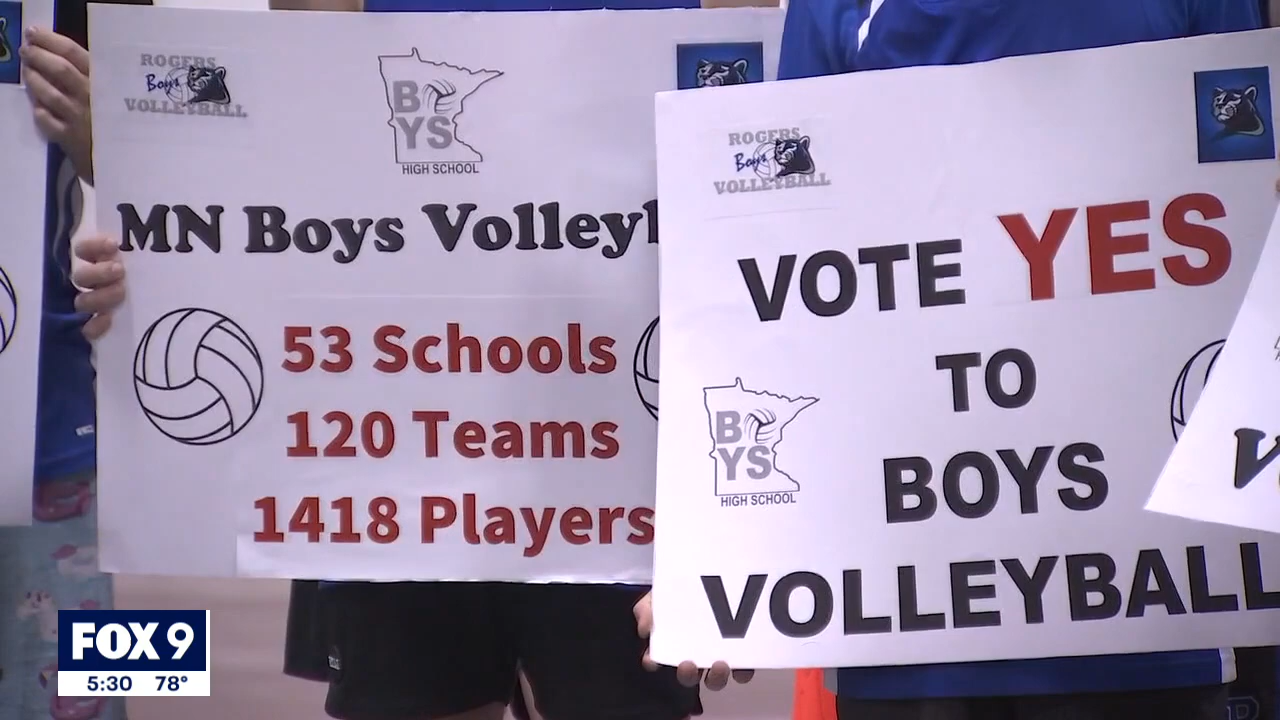 ROGERS
Boys
VOLLEYBALL
BOYS
HIGH SCHOOL
MN Boys Volleyb
53 Schools
120 Teams
1418 Players
ROGERS
Boys
VOLLEYBALL
VOTE YES
TO
BOYS
VOLLEYBALL
BOYS
HIGH SCHOOL
FOX 9
5:30 78°